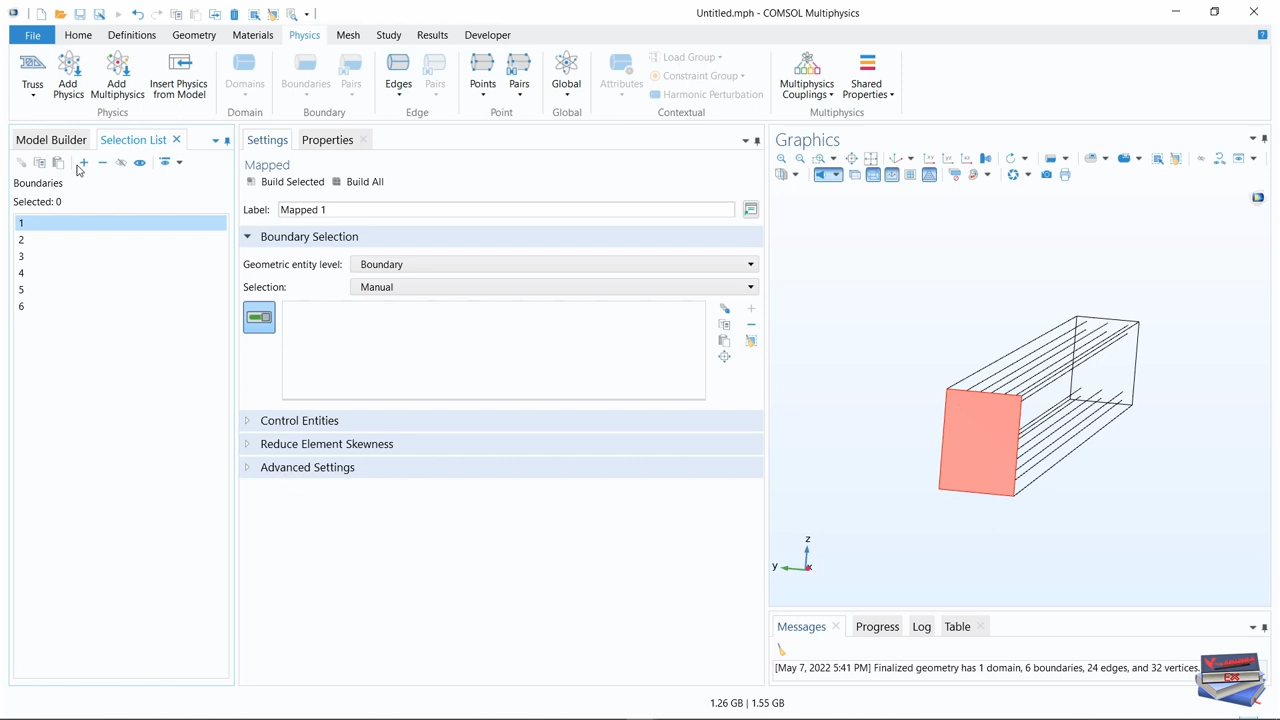 Untitled.mph - COMSOL Multiphysics
File Home Definitions Geometry Materials Physics Mesh Study Results Developer
Truss Add Physics Add Multiphysics Insert Physics from Model Domains Boundaries Pairs Edges Pairs Points Pairs Global Attributes Load Group Constraint Group Harmonic Perturbation Multiphysics Couplings Shared Properties
Physics Domain Boundary Edge Point Global Contextual Multiphysics
Model Builder Selection List
Boundaries
Selected: 0
1
2
3
4
5
6
Settings Properties
Mapped
Build Selected Build All
Label: Mapped 1
Boundary Selection
Geometric entity level: Boundary
Selection: Manual
Control Entities
Reduce Element Skewness
Advanced Settings
Graphics
z
y x
Messages Progress Log Table
[May 7, 2022 5:41 PM] Finalized geometry has 1 domain, 6 boundaries, 24 edges, and 32 vertices.
1.26 GB | 1.55 GB